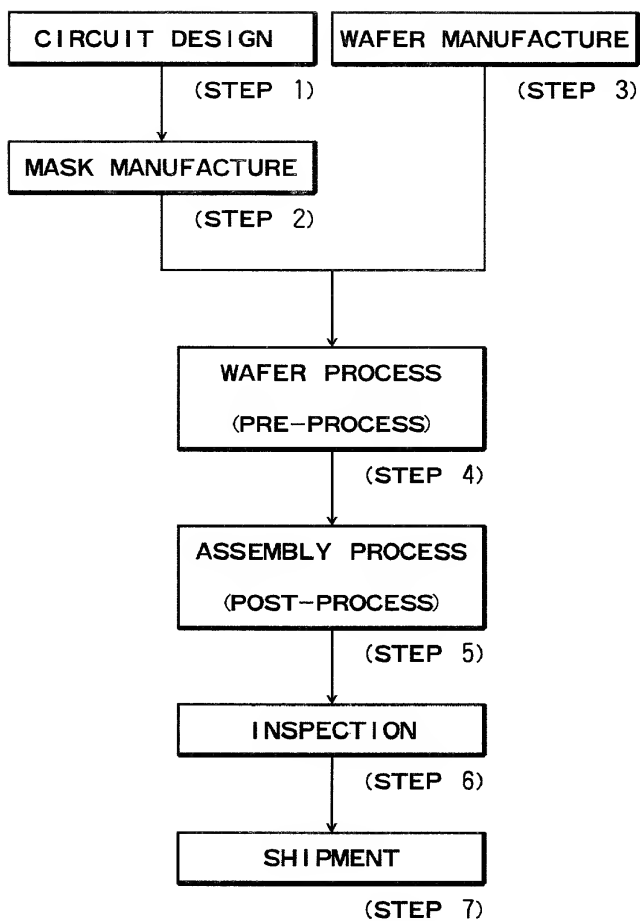 CIRCUIT DESIGN
WAFER MANUFACTURE
(STEP 1)
(STEP 3)
MASK MANUFACTURE
(STEP 2)
WAFER PROCESS
(PRE-PROCESS)
(STEP 4)
ASSEMBLY PROCESS
(POST-PROCESS)
(STEP 5)
INSPECTION
(STEP 6)
SHIPMENT
(STEP 7)